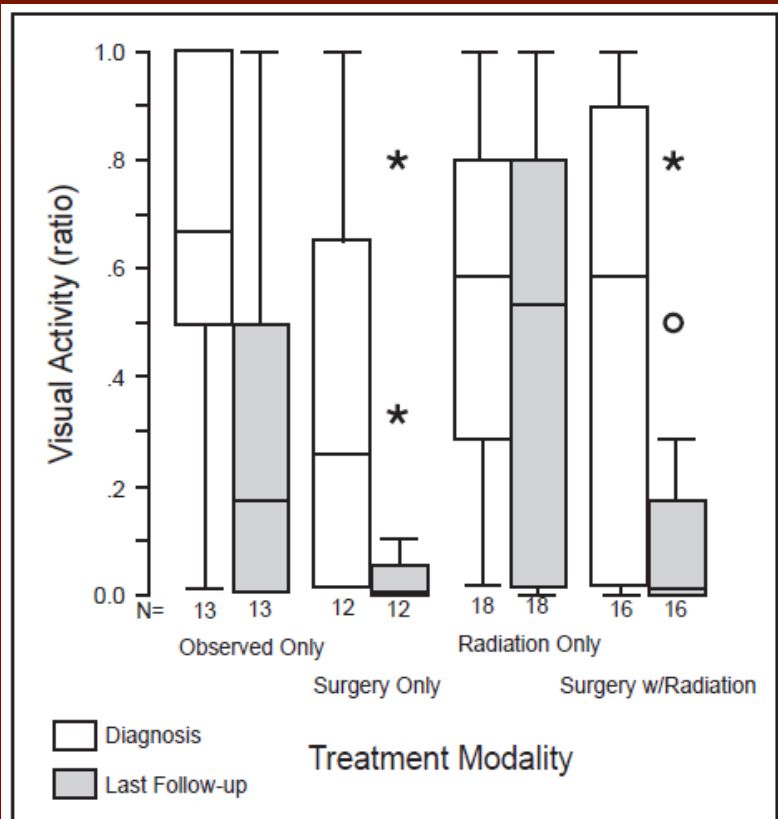 Visual Activity (ratio)
1.0
.8
.6
.4
.2
0.0
N= 13 13 12 12 18 18 16 16
Observed Only
Radiation Only
Surgery Only
Surgery w/Radiation
Diagnosis
Last Follow-up
Treatment Modality